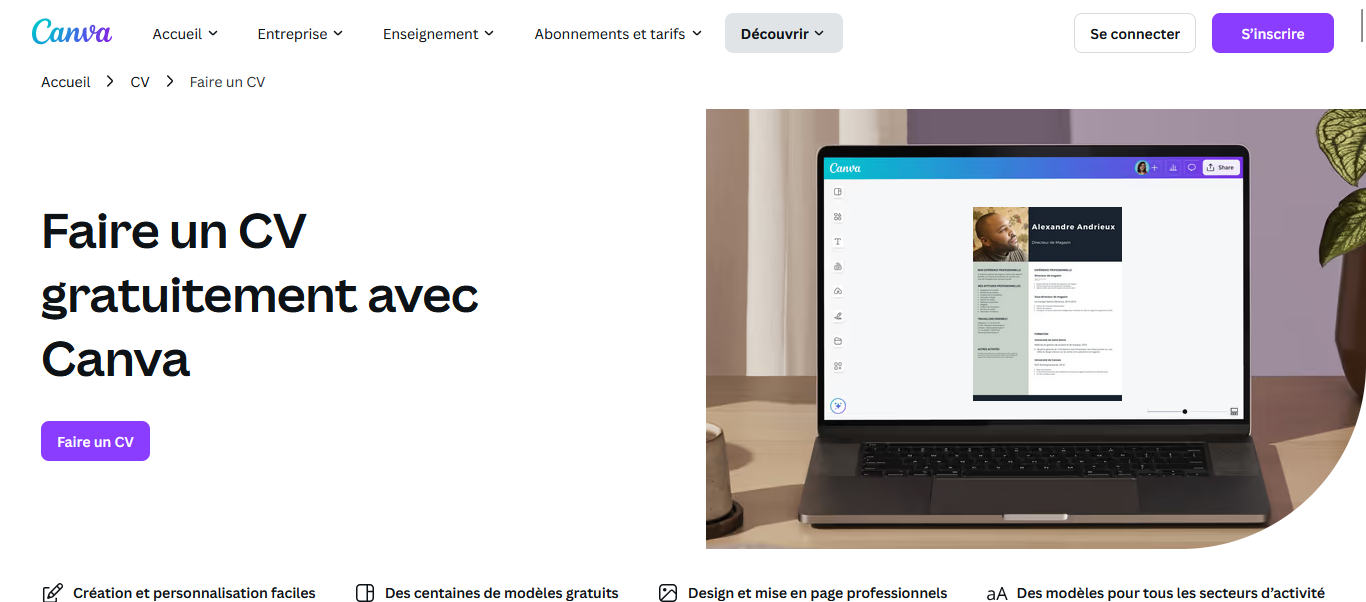 Canva
Accueil
Entreprise
Enseignement
Abonnements et tarifs
Découvrir
Se connecter
S'inscrire
Accueil
CV
Faire un CV
Faire un CV
gratuitement avec
Canva
Faire un CV
Canva
Share
Alexandre Andrieux
Directeur de Magasin
Création et personnalisation faciles
Des centaines de modèles gratuits
Design et mise en page professionnels
aA
Des modèles pour tous les secteurs d’activité